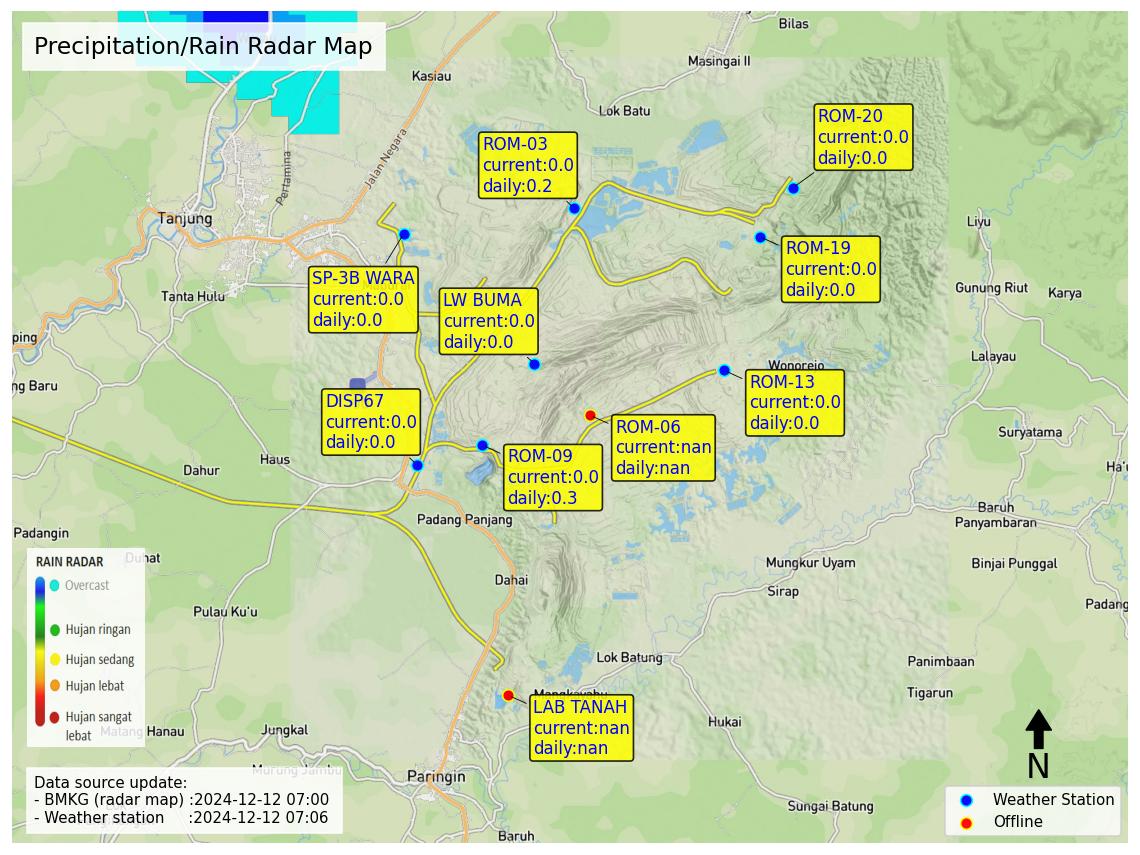 Precipitation/Rain Radar Map
Bilas
Masingai II
Kasiau
Lok Batu
Jalan Negara
Pertamina
Tanjung
Tanta Hulu
ROM-03
current:0.0
daily:0.2
ROM-20
current:0.0
daily:0.0
ROM-19
current:0.0
daily:0.0
Liyu
Gunung Riut
Karya
Lalayau
SP-3B WARA
current:0.0
daily:0.0
LW BUMA
current:0.0
daily:0.0
ping
ng Baru
Wonorejo
ROM-13
current:0.0
daily:0.0
DISP67
current:0.0
daily:0.0
ROM-06
current:nan
daily:nan
ROM-09
current:0.0
daily:0.3
Suryatama
Ha'u
Haus
Dahur
Padang Panjang
Baruh
Panyambaran
Padangin
Duhat
Binjai Punggal
Mungkur Uyam
Sirap
Dahai
Padang
Pulau Ku'u
RAIN RADAR
Overcast
Hujan ringan
Hujan sedang
Hujan lebat
Hujan sangat
lebat
Lok Batung
Panimbaan
Tigarun
Mangkayahu
LAB TANAH
current:nan
daily:nan
Hukai
Matang Hanau
Jungkal
Murung Jambu
Paringin
Sungai Batung
Baruh
Data source update:
- BMKG (radar map) :2024-12-12 07:00
- Weather station :2024-12-12 07:06
N
Weather Station
Offline